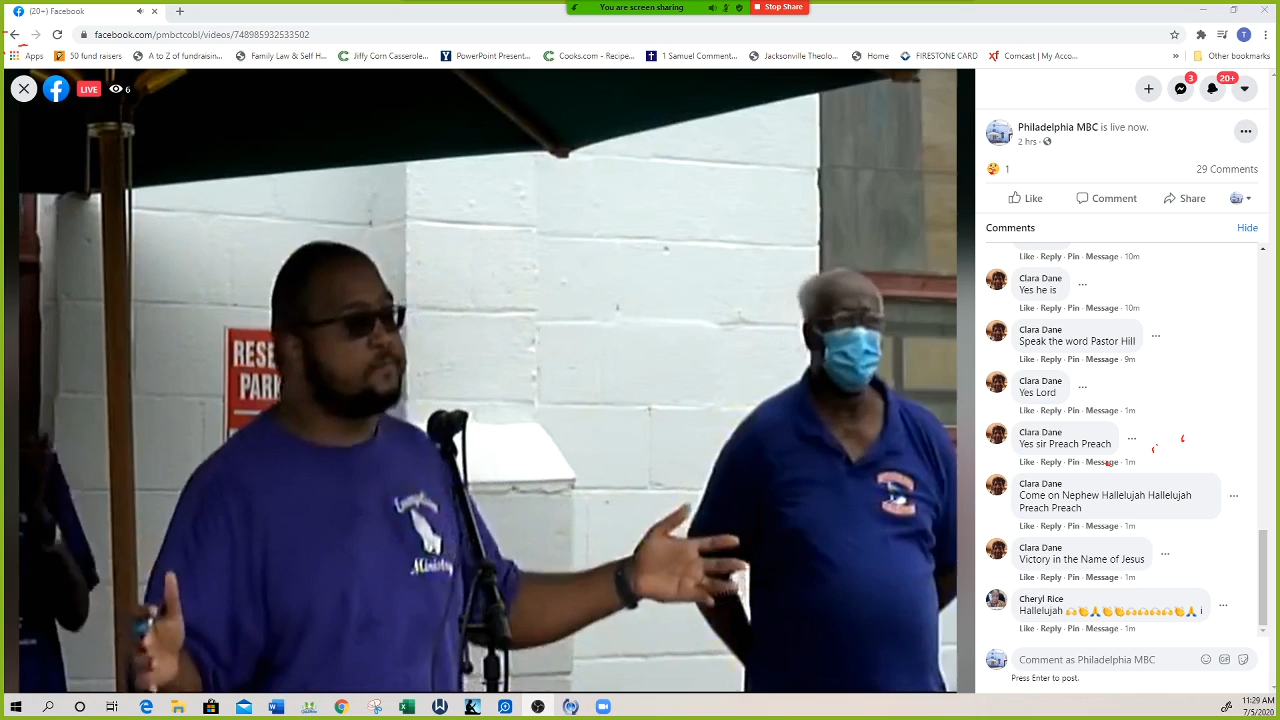 (20+) Facebook
You are screen sharing
Stop Share
facebook.com/pmbctcobl/videos/748985932533502
T
Apps
50 fund raisers
A to Z of fundraisin...
Family Law & Self H...
Jiffy Corn Casserole...
PowerPoint Present...
Cooks.com - Recipe...
1 Samuel Comment...
Jacksonville Theolo...
FIRESTONE CARD
Comcast | My Acco...
»
Other bookmarks
LIVE
6
3
20+
Philadelphia MBC is live now.
2 hrs ·
1
29 Comments
Like
Comment
Share
Comments
Hide
Like · Reply · Pin · Message · 10m
Clara Dane
Yes he is
Like · Reply · Pin · Message · 10m
Clara Dane
Speak the word Pastor Hill
Like · Reply · Pin · Message · 9m
Clara Dane
Yes Lord
Like · Reply · Pin · Message · 1m
Clara Dane
Yes sir Preach Preach
Like · Reply · Pin · Message · 1m
Clara Dane
Come on Nephew Hallelujah Hallelujah
Preach Preach
Like · Reply · Pin · Message · 1m
Clara Dane
Victory in the Name of Jesus
Like · Reply · Pin · Message · 1m
Cheryl Rice
Hallelujah 🙌👏🙏👏👏🙌🙌🙌🙌👏🙏 i
Like · Reply · Pin · Message · 1m
Comment as Philadelphia MBC
GIF
Press Enter to post.
RESE
PARK
Ministry
11:29 AM
7/5/2020